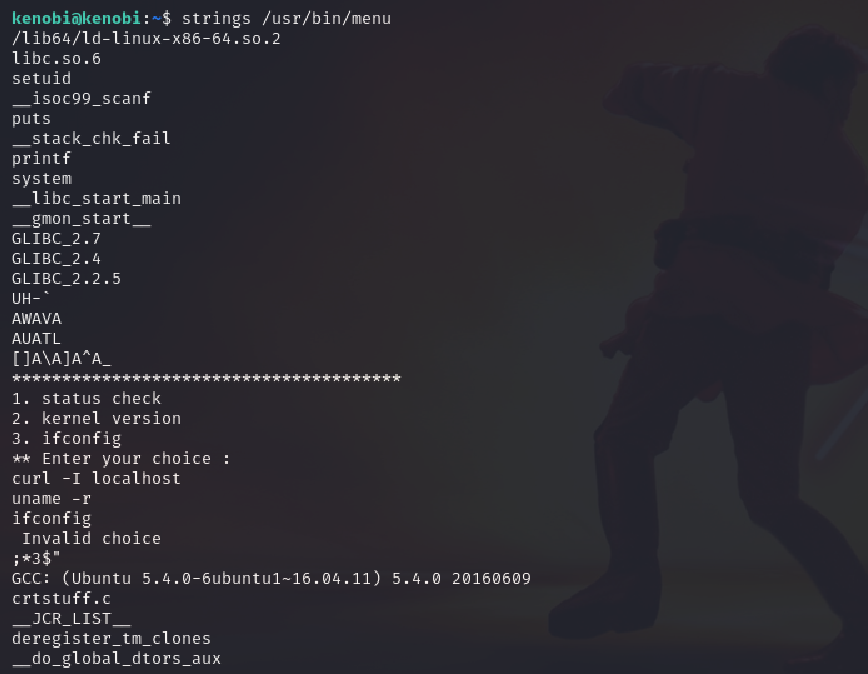 kenobi@kenobi:~$ strings /usr/bin/menu
/lib64/ld-linux-x86-64.so.2
libc.so.6
setuid
__isoc99_scanf
puts
__stack_chk_fail
printf
system
__libc_start_main
__gmon_start__
GLIBC_2.7
GLIBC_2.4
GLIBC_2.2.5
UH-`
AWAVA
AUATL
[]A\A]A^A_
***************************************
1. status check
2. kernel version
3. ifconfig
** Enter your choice :
curl -I localhost
uname -r
ifconfig
 Invalid choice
;*3$"
GCC: (Ubuntu 5.4.0-6ubuntu1~16.04.11) 5.4.0 20160609
crtstuff.c
__JCR_LIST__
deregister_tm_clones
__do_global_dtors_aux